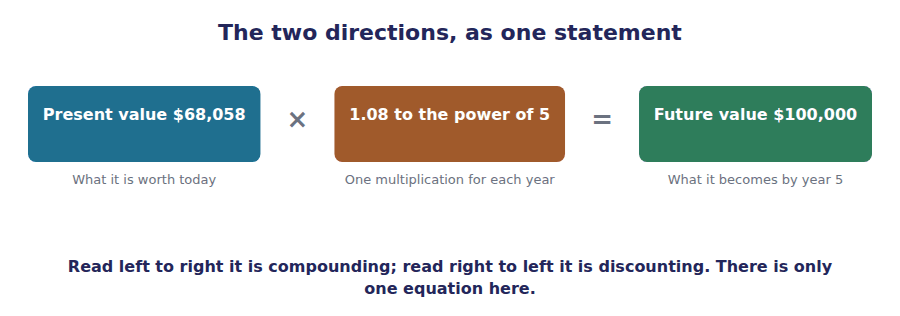 The two directions, as one statement
Present value $68,058 × 1.08 to the power of 5 = Future value $100,000
What it is worth today One multiplication for each year What it becomes by year 5
Read left to right it is compounding; read right to left it is discounting. There is only
one equation here.